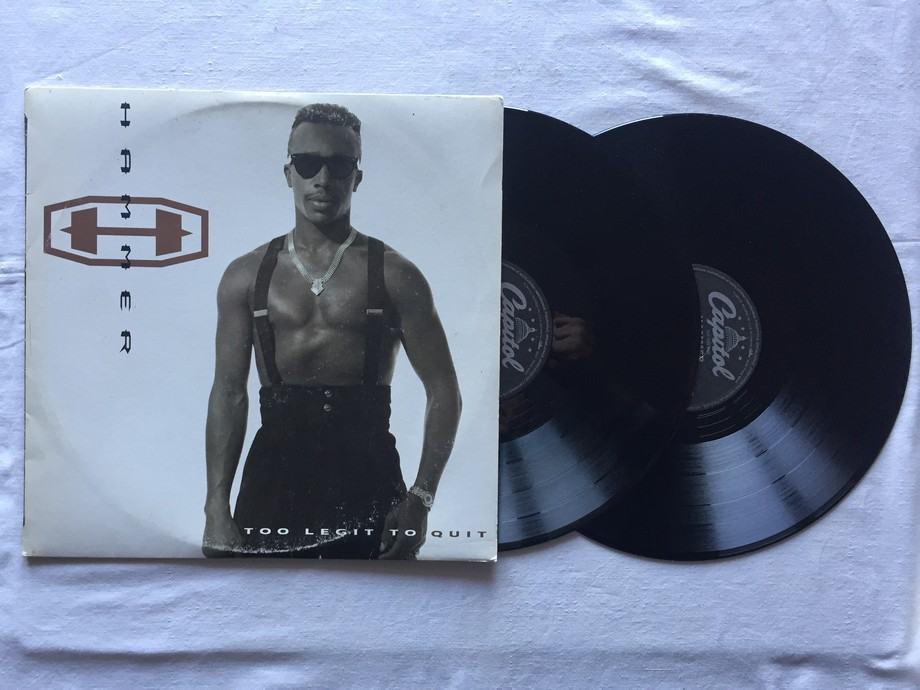 HAMMER
H
TOO LEGIT TO QUIT
Capitol
Capitol